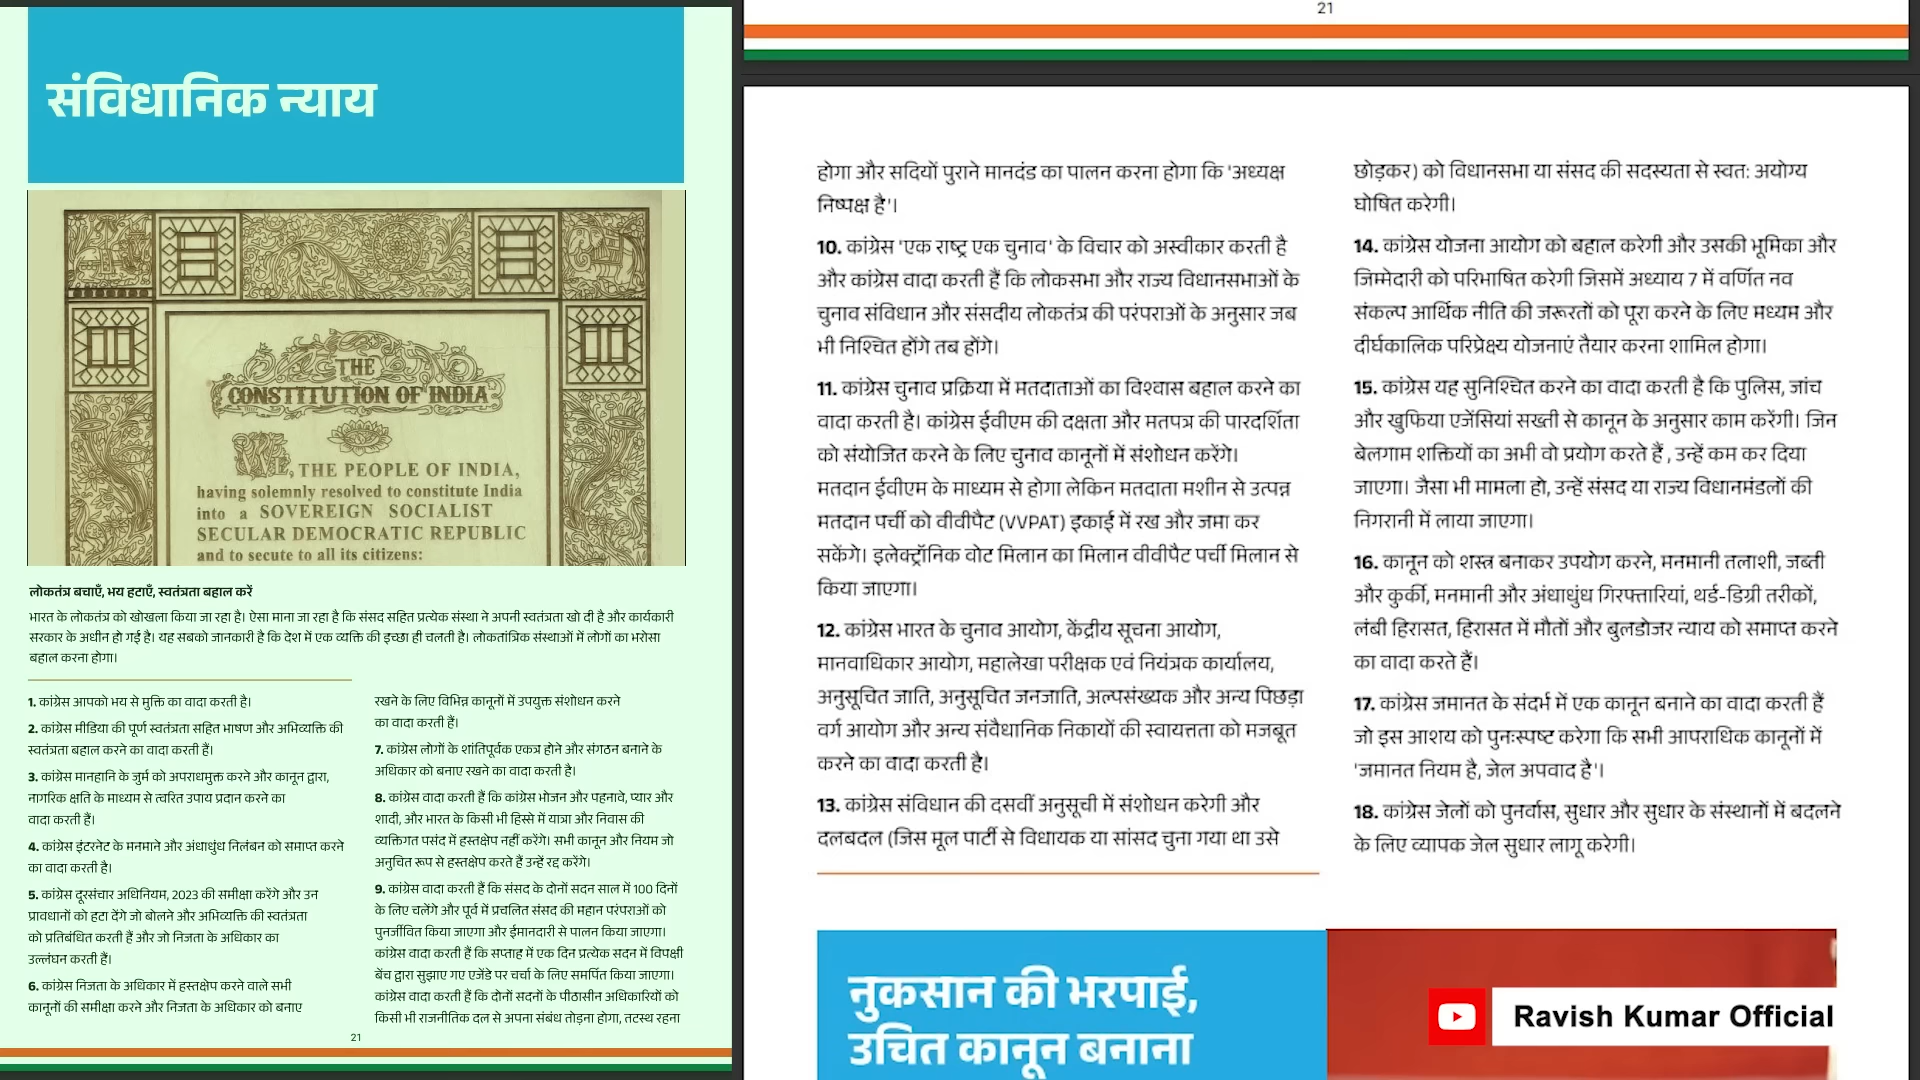 संविधानिक न्याय
THE
CONSTITUTION OF INDIA
WE, THE PEOPLE OF INDIA,
having solemnly resolved to constitute India
into a SOVEREIGN SOCIALIST
SECULAR DEMOCRATIC REPUBLIC
and to secute to all its citizens:
लोकतंत्र बचाएँ, भय हटाएँ, स्वतंत्रता बहाल करें
भारत के लोकतंत्र को खोखला किया जा रहा है। ऐसा माना जा रहा है कि संसद सहित प्रत्येक संस्था ने अपनी स्वतंत्रता खो दी है और कार्यकारी
सरकार के अधीन हो गई है। यह सबको जानकारी है कि देश में एक व्यक्ति की इच्छा ही चलती है। लोकतांत्रिक संस्थाओं में लोगों का भरोसा
बहाल करना होगा।
1. कांग्रेस आपको भय से मुक्ति का वादा करती है।
2. कांग्रेस मीडिया की पूर्ण स्वतंत्रता सहित भाषण और अभिव्यक्ति की
स्वतंत्रता बहाल करने का वादा करती हैं।
3. कांग्रेस मानहानि के जुर्म को अपराधमुक्त करने और कानून द्वारा,
नागरिक क्षति के माध्यम से त्वरित उपाय प्रदान करने का
वादा करती हैं।
4. कांग्रेस इंटरनेट के मनमाने और अंधाधुंध निलंबन को समाप्त करने
का वादा करती है।
5. कांग्रेस दूरसंचार अधिनियम, 2023 की समीक्षा करेंगे और उन
प्रावधानों को हटा देंगे जो बोलने और अभिव्यक्ति की स्वतंत्रता
को प्रतिबंधित करती हैं और जो निजता के अधिकार का
उल्लंघन करती हैं।
6. कांग्रेस निजता के अधिकार में हस्तक्षेप करने वाले सभी
कानूनों की समीक्षा करने और निजता के अधिकार को बनाए
रखने के लिए विभिन्न कानूनों में उपयुक्त संशोधन करने
का वादा करती हैं।
7. कांग्रेस लोगों के शांतिपूर्वक एकत्र होने और संगठन बनाने के
अधिकार को बनाए रखने का वादा करती है।
8. कांग्रेस वादा करती हैं कि कांग्रेस भोजन और पहनावे, प्यार और
शादी, और भारत के किसी भी हिस्से में यात्रा और निवास की
व्यक्तिगत पसंद में हस्तक्षेप नहीं करेंगे। सभी कानून और नियम जो
अनुचित रूप से हस्तक्षेप करते हैं उन्हें रद्द करेंगे।
9. कांग्रेस वादा करती हैं कि संसद के दोनों सदन साल में 100 दिनों
के लिए चलेंगे और पूर्व में प्रचलित संसद की महान परंपराओं को
पुनर्जीवित किया जाएगा और ईमानदारी से पालन किया जाएगा।
कांग्रेस वादा करती हैं कि सप्ताह में एक दिन प्रत्येक सदन में विपक्षी
बेंच द्वारा सुझाए गए एजेंडे पर चर्चा के लिए समर्पित किया जाएगा।
कांग्रेस वादा करती हैं कि दोनों सदनों के पीठासीन अधिकारियों को
किसी भी राजनीतिक दल से अपना संबंध तोड़ना होगा, तटस्थ रहना
21
21
होगा और सदियों पुराने मानदंड का पालन करना होगा कि 'अध्यक्ष
निष्पक्ष है'।
10. कांग्रेस 'एक राष्ट्र एक चुनाव' के विचार को अस्वीकार करती है
और कांग्रेस वादा करती हैं कि लोकसभा और राज्य विधानसभाओं के
चुनाव संविधान और संसदीय लोकतंत्र की परंपराओं के अनुसार जब
भी निश्चित होंगे तब होंगे।
11. कांग्रेस चुनाव प्रक्रिया में मतदाताओं का विश्वास बहाल करने का
वादा करती है। कांग्रेस ईवीएम की दक्षता और मतपत्र की पारदर्शिता
को संयोजित करने के लिए चुनाव कानूनों में संशोधन करेंगे।
मतदान ईवीएम के माध्यम से होगा लेकिन मतदाता मशीन से उत्पन्न
मतदान पर्ची को वीवीपैट (VVPAT) इकाई में रख और जमा कर
सकेंगे। इलेक्ट्रॉनिक वोट मिलान का मिलान वीवीपैट पर्ची मिलान से
किया जाएगा।
12. कांग्रेस भारत के चुनाव आयोग, केंद्रीय सूचना आयोग,
मानवाधिकार आयोग, महालेखा परीक्षक एवं नियंत्रक कार्यालय,
अनुसूचित जाति, अनुसूचित जनजाति, अल्पसंख्यक और अन्य पिछड़ा
वर्ग आयोग और अन्य संवैधानिक निकायों की स्वायत्तता को मजबूत
करने का वादा करती है।
13. कांग्रेस संविधान की दसवीं अनुसूची में संशोधन करेगी और
दलबदल (जिस मूल पार्टी से विधायक या सांसद चुना गया था उसे
छोड़कर) को विधानसभा या संसद की सदस्यता से स्वत: अयोग्य
घोषित करेगी।
14. कांग्रेस योजना आयोग को बहाल करेगी और उसकी भूमिका और
जिम्मेदारी को परिभाषित करेगी जिसमें अध्याय 7 में वर्णित नव
संकल्प आर्थिक नीति की जरूरतों को पूरा करने के लिए मध्यम और
दीर्घकालिक परिप्रेक्ष्य योजनाएं तैयार करना शामिल होगा।
15. कांग्रेस यह सुनिश्चित करने का वादा करती है कि पुलिस, जांच
और खुफिया एजेंसियां सख्ती से कानून के अनुसार काम करेंगी। जिन
बेलगाम शक्तियों का अभी वो प्रयोग करते हैं , उन्हें कम कर दिया
जाएगा। जैसा भी मामला हो, उन्हें संसद या राज्य विधानमंडलों की
निगरानी में लाया जाएगा।
16. कानून को शस्त्र बनाकर उपयोग करने, मनमानी तलाशी, जब्ती
और कुर्की, मनमानी और अंधाधुंध गिरफ्तारियां, थर्ड-डिग्री तरीकों,
लंबी हिरासत, हिरासत में मौतों और बुलडोजर न्याय को समाप्त करने
का वादा करते हैं।
17. कांग्रेस जमानत के संदर्भ में एक कानून बनाने का वादा करती हैं
जो इस आशय को पुनःस्पष्ट करेगा कि सभी आपराधिक कानूनों में
'जमानत नियम है, जेल अपवाद है'।
18. कांग्रेस जेलों को पुनर्वास, सुधार और सुधार के संस्थानों में बदलने
के लिए व्यापक जेल सुधार लागू करेगी।
नुकसान की भरपाई,
उचित कानून बनाना
Ravish Kumar Official